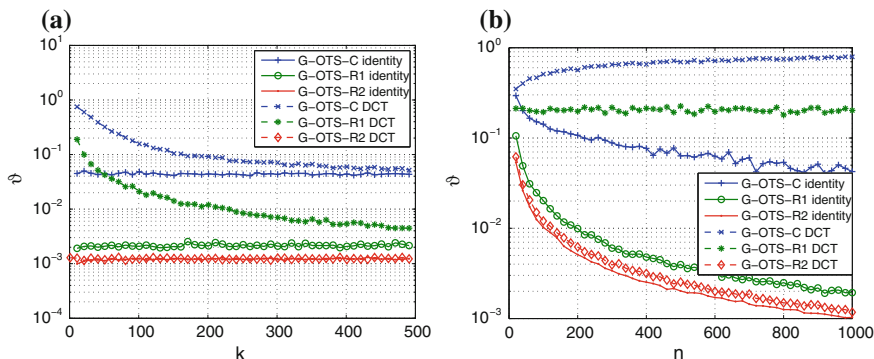 (a)
10^1
10^0
10^-1
10^-2
10^-3
10^-4
ϑ
0
100
200
300
400
500
k
G-OTS-C identity
G-OTS-R1 identity
G-OTS-R2 identity
G-OTS-C DCT
G-OTS-R1 DCT
G-OTS-R2 DCT
(b)
10^0
10^-1
10^-2
10^-3
ϑ
0
200
400
600
800
1000
n
G-OTS-C identity
G-OTS-R1 identity
G-OTS-R2 identity
G-OTS-C DCT
G-OTS-R1 DCT
G-OTS-R2 DCT